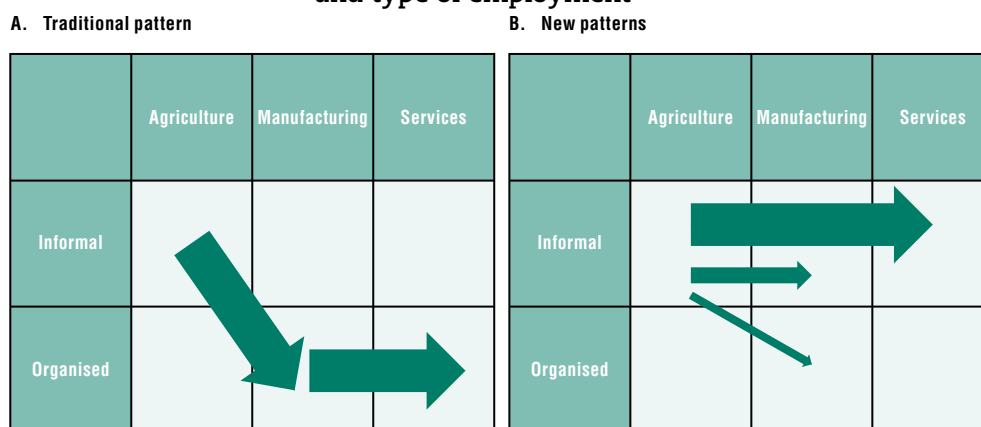 and type of employment
A. Traditional pattern
B. New patterns
Agriculture Manufacturing Services
Informal
Organised
Agriculture Manufacturing Services
Informal
Organised